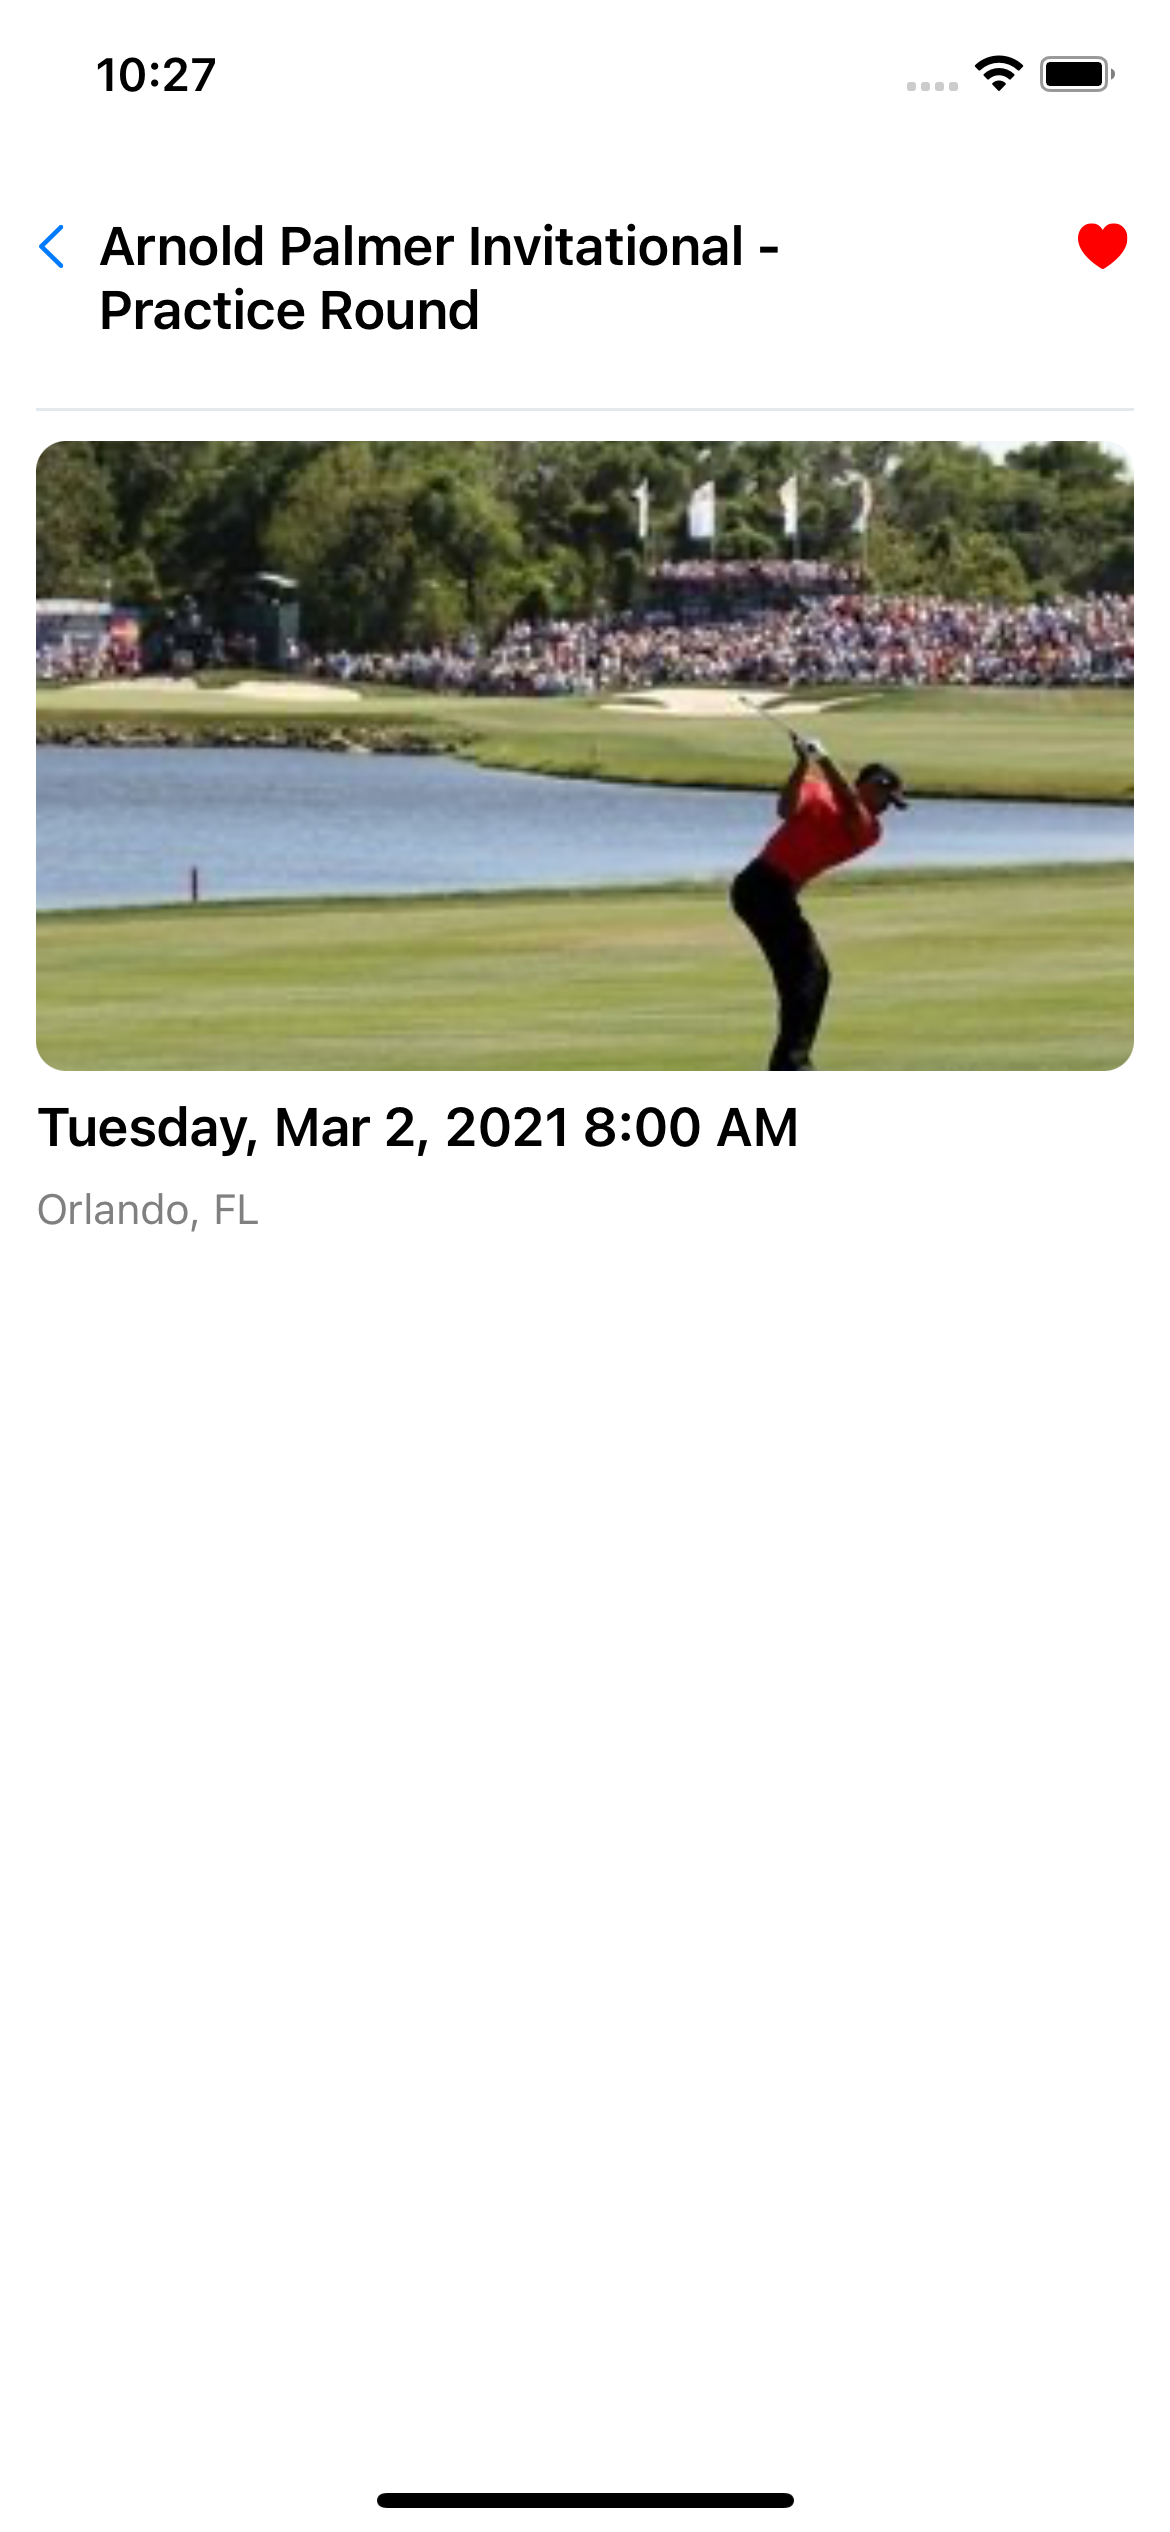 10:27
Arnold Palmer Invitational -
Practice Round
Tuesday, Mar 2, 2021 8:00 AM
Orlando, FL